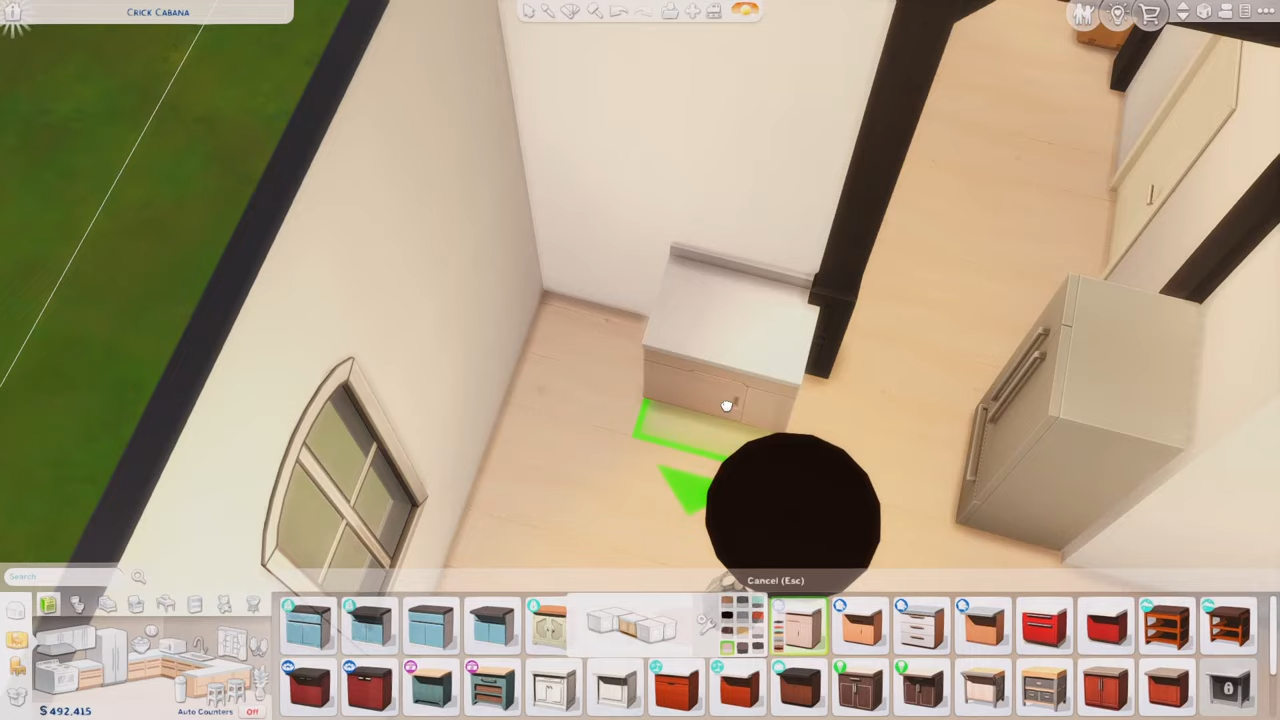 CRICK CABANA
Cancel (Esc)
Search
$ 492,415
Auto Counters Off